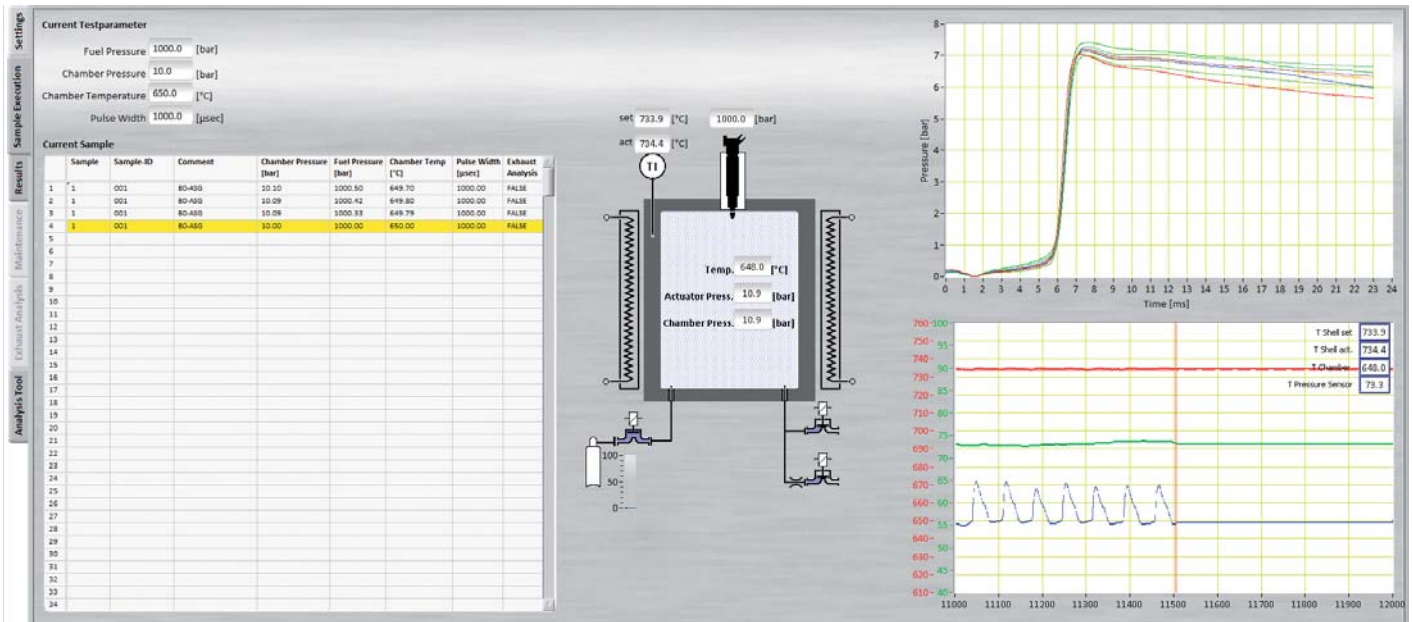 Settings
Sample Execution
Results
Maintenance
Exhaust Analysis
Analysis Tool
Current Testparameter
Fuel Pressure 1000.0 [bar]
Chamber Pressure 10.0 [bar]
Chamber Temperature 650.0 [°C]
Pulse Width 1000.0 [µsec]
Current Sample
Sample Sample-ID Comment Chamber Pressure Fuel Pressure Chamber Temp Pulse Width Exhaust
[bar] [bar] [°C] [µsec] Analysis
1 1 001 BO-ASG 10.10 1000.50 649.70 1000.00 FALSE
2 1 001 BO-ASG 10.09 1000.42 649.80 1000.00 FALSE
3 1 001 BO-ASG 10.09 1000.33 649.79 1000.00 FALSE
4 1 001 BO-ASG 10.00 1000.00 650.00 1000.00 FALSE
5
6
7
8
9
10
11
12
13
14
15
16
17
18
19
20
21
22
23
24
25
26
27
28
29
30
31
32
33
34
set 733.9 [°C] 1000.0 [bar]
act 734.4 [°C]
TI
Temp. 648.0 [°C]
Actuator Press. 10.9 [bar]
Chamber Press. 10.9 [bar]
100
50
0
Pressure [bar]
8
7
6
5
4
3
2
1
0
0 1 2 3 4 5 6 7 8 9 10 11 12 13 14 15 16 17 18 19 20 21 22 23 24
Time [ms]
T Shell set 733.9
T Shell act. 734.4
T Chamber 648.0
T Pressure Sensor 73.3
760 100
750 95
740
730 90
720 85
710 80
700 75
690
680 70
670 65
660 60
650 55
640 50
630
620 45
610 40
11000 11100 11200 11300 11400 11500 11600 11700 11800 11900 12000